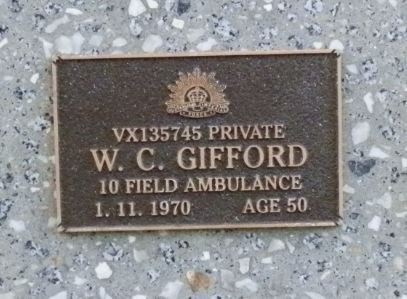 VX135745 PRIVATE
W. C. GIFFORD
10 FIELD AMBULANCE
1. 11. 1970 AGE 50